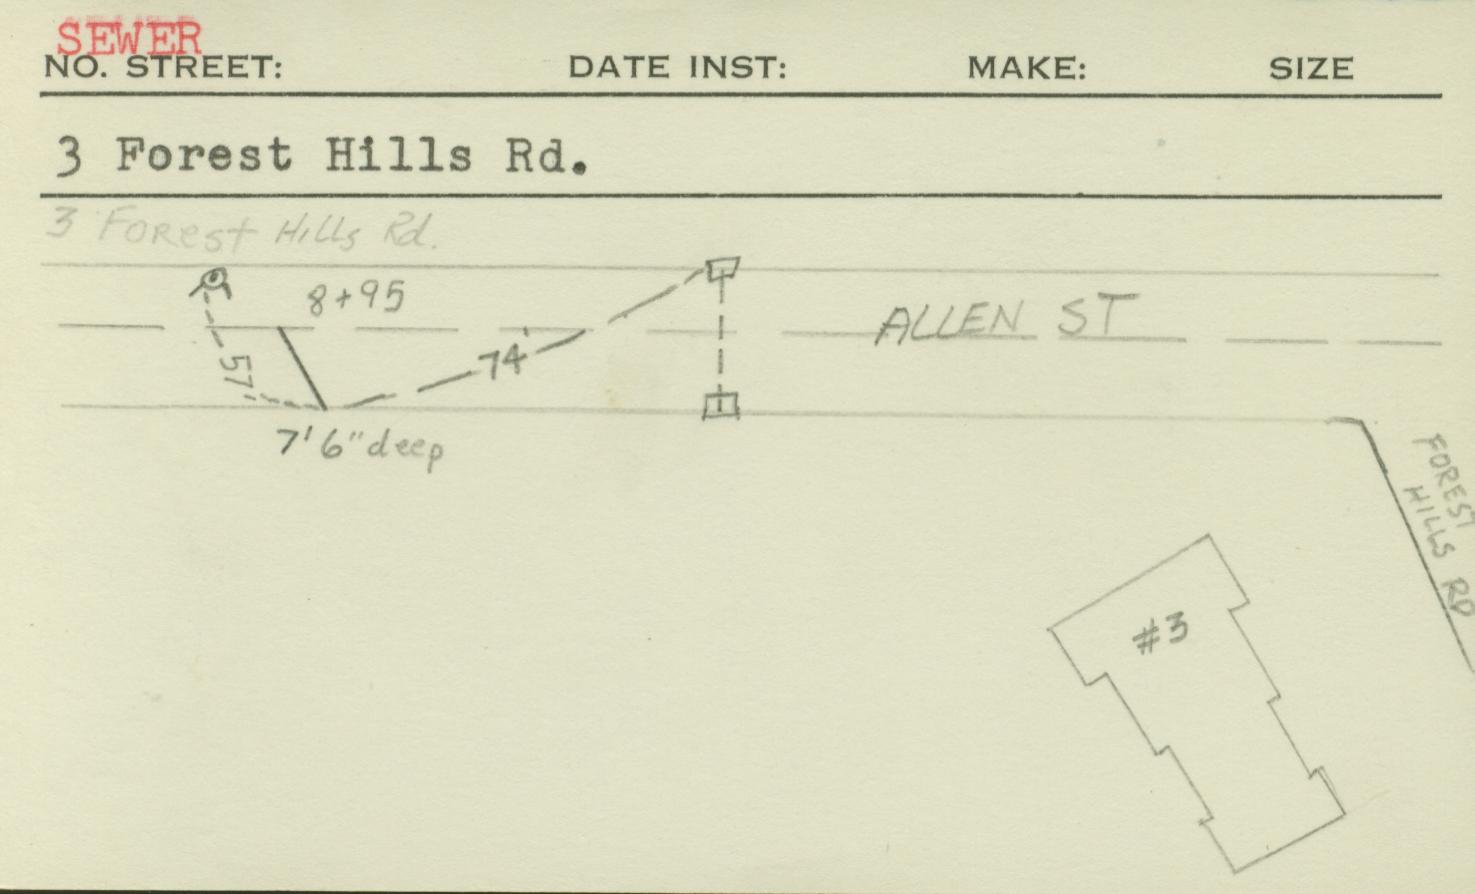 SEWER
NO. STREET: DATE INST: MAKE: SIZE
3 Forest Hills Rd.
3 Forest Hills Rd.
8+95
ALLEN ST
57'
74'
7'6" deep
FOREST
HILLS RD
#3